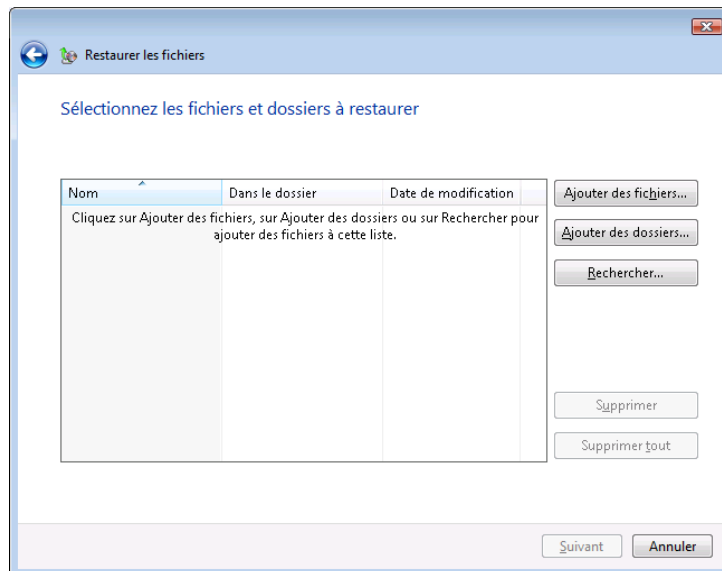 Restaurer les fichiers
Sélectionnez les fichiers et dossiers à restaurer
Nom Dans le dossier Date de modification
Cliquez sur Ajouter des fichiers, sur Ajouter des dossiers ou sur Rechercher pour
ajouter des fichiers à cette liste.
Ajouter des fichiers...
Ajouter des dossiers...
Rechercher...
Supprimer
Supprimer tout
Suivant Annuler